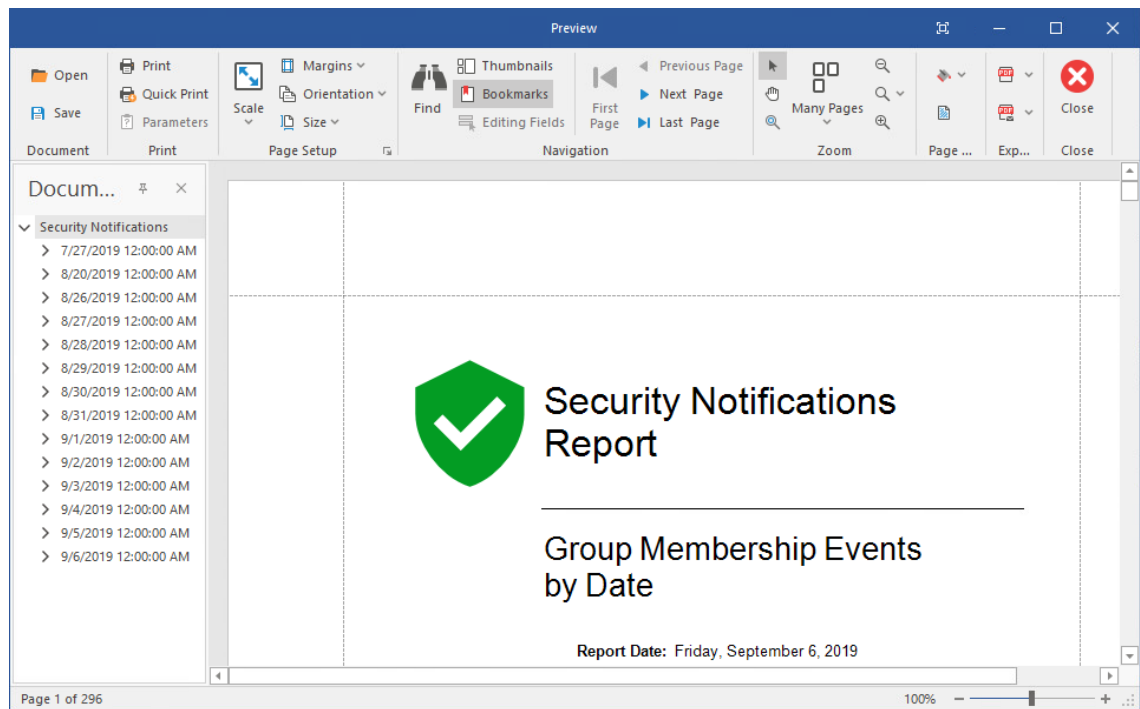 Preview
Open
Save
Document
Print
Quick Print
Parameters
Print
Scale
Margins
Orientation
Size
Page Setup
Find
Thumbnails
Bookmarks
Editing Fields
First
Page
Previous Page
Next Page
Last Page
Navigation
Many Pages
Zoom
Page ...
PDF
PDF
Exp...
Close
Close
Docum...
Security Notifications
7/27/2019 12:00:00 AM
8/20/2019 12:00:00 AM
8/26/2019 12:00:00 AM
8/27/2019 12:00:00 AM
8/28/2019 12:00:00 AM
8/29/2019 12:00:00 AM
8/30/2019 12:00:00 AM
8/31/2019 12:00:00 AM
9/1/2019 12:00:00 AM
9/2/2019 12:00:00 AM
9/3/2019 12:00:00 AM
9/4/2019 12:00:00 AM
9/5/2019 12:00:00 AM
9/6/2019 12:00:00 AM
Security Notifications
Report
Group Membership Events
by Date
Report Date: Friday, September 6, 2019
Page 1 of 296
100%